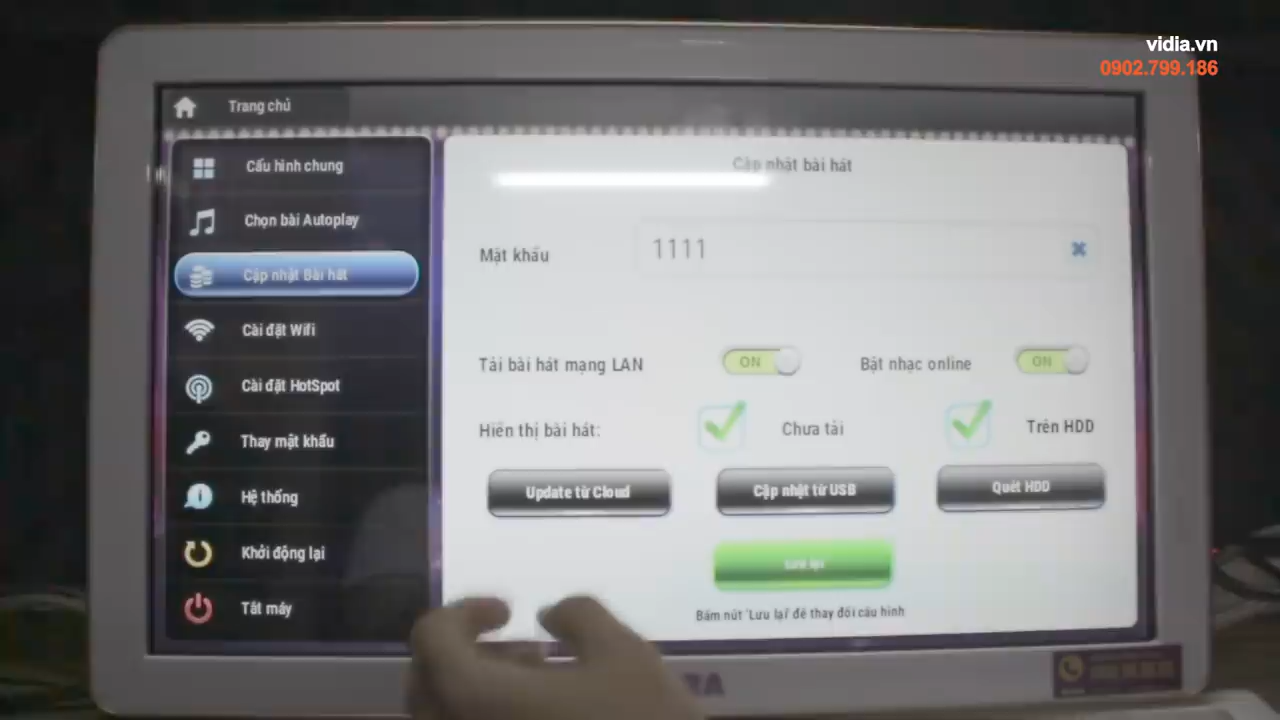 vidia.vn
0902.799.186
Trang chủ
Cấu hình chung
Chọn bài Autoplay
Cập nhật Bài hát
Cài đặt Wifi
Cài đặt HotSpot
Thay mật khẩu
Hệ thống
Khởi động lại
Tắt máy
Cập nhật bài hát
Mật khẩu
1111
Tải bài hát mạng LAN
ON
Bật nhạc online
ON
Hiển thị bài hát:
Chưa tải
Trên HDD
Update từ Cloud
Cập nhật từ USB
Quét HDD
Lưu lại
Bấm nút 'Lưu lại' để thay đổi cấu hình